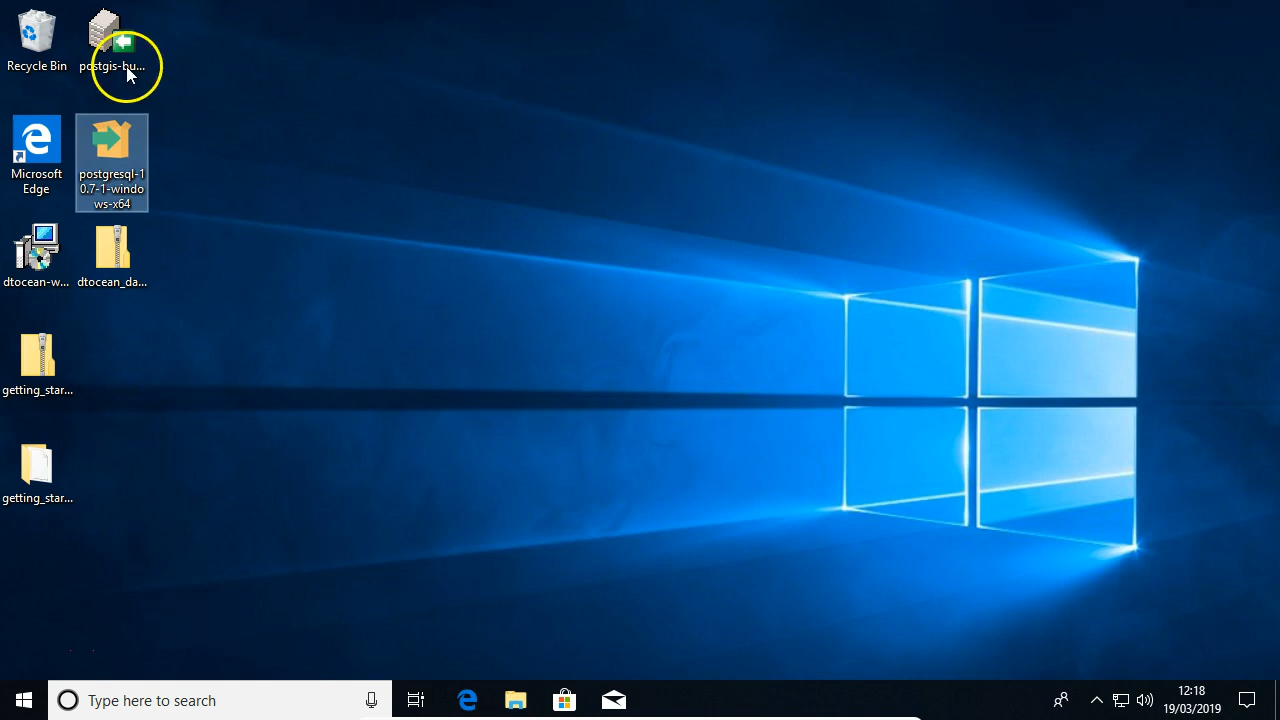 Recycle Bin
postgis-bu...
Microsoft
Edge
postgresql-1
0.7-1-windo
ws-x64
dtocean-w...
dtocean_da...
getting_star...
getting_star...
Type here to search
12:18
19/03/2019